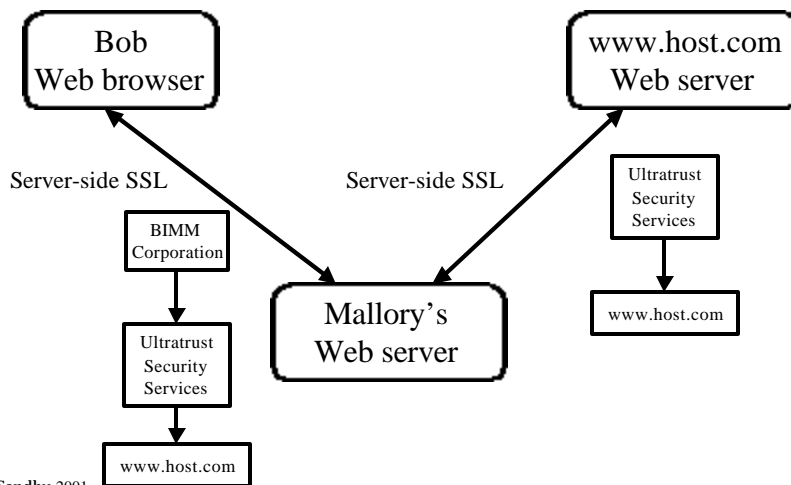 Bob
Web browser
www.host.com
Web server
Server-side SSL
Server-side SSL
Ultratrust
Security
Services
BIMM
Corporation
www.host.com
Mallory's
Web server
Ultratrust
Security
Services
www.host.com
2001